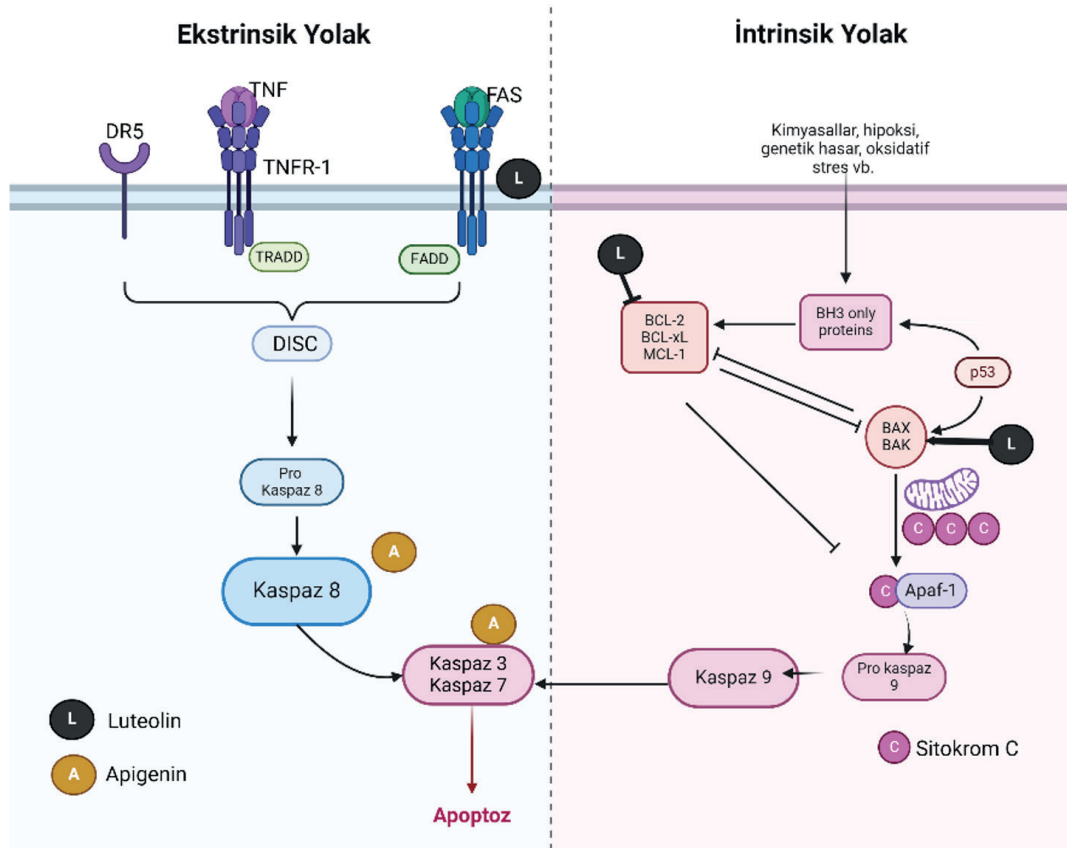 Ekstrinsik Yolak
İntrinsik Yolak
TNF
FAS
DR5
TNFR-1
L
TRADD
FADD
DISC
Pro
Kaspaz 8
A
Kaspaz 8
A
Kaspaz 3
Kaspaz 7
Apoptoz
L
Luteolin
A
Apigenin
Kimyasallar, hipoksi,
genetik hasar, oksidatif
stres vb.
L
BCL-2
BCL-xL
MCL-1
BH3 only
proteins
p53
BAX
BAK
L
C
C
C
C
Apaf-1
Kaspaz 9
Pro kaspaz
9
C
Sitokrom C